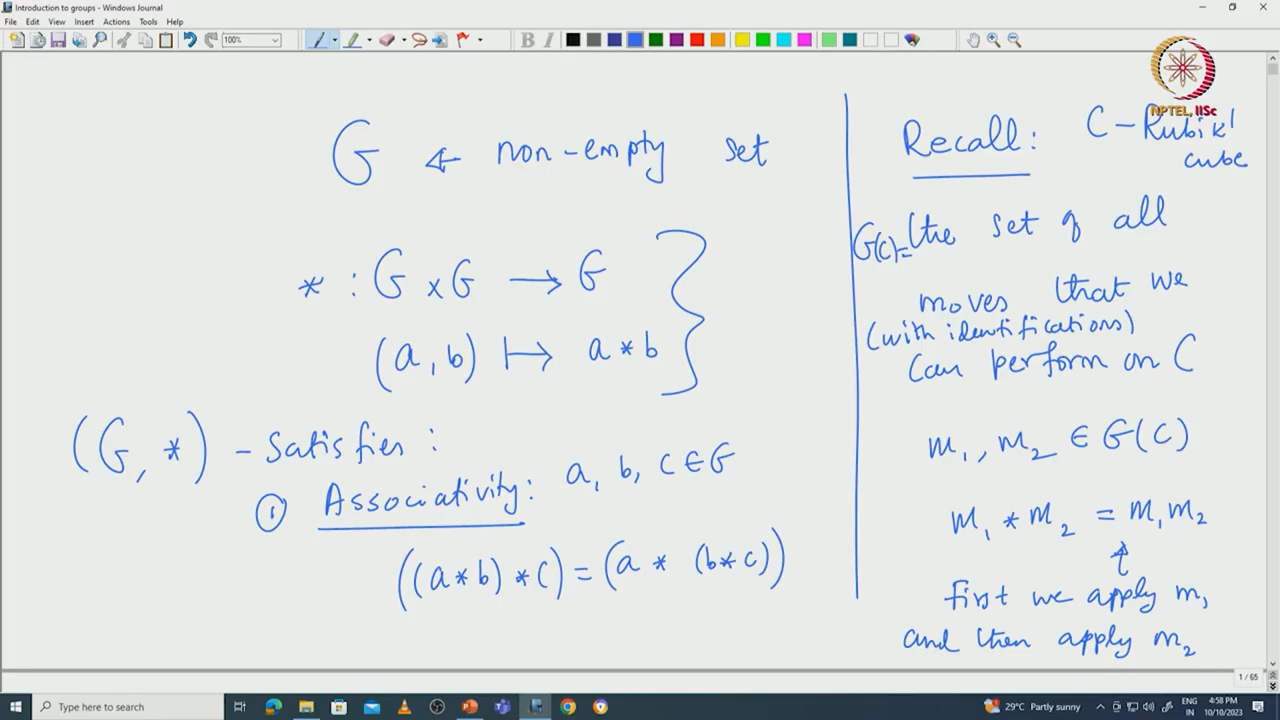 Introduction to groups - Windows Journal
File Edit View Insert Actions Tools Help
100%
B I
NPTEL, IISc
G ← non-empty set
* : G × G → G
(a, b) ↦ a * b
(G, *) - Satisfies :
① Associativity : a, b, c ∈ G
((a * b) * c) = (a * (b * c))
Recall : C - Rubik'
cube
G(C) = (the set of all
moves that we
(with identifications)
can perform on C
m₁, m₂ ∈ G(C)
m₁ * m₂ = m₁ m₂
↑
first we apply m₁
and then apply m₂
1 / 65
Type here to search
29°C Partly sunny
ENG
IN
4:58 PM
10/10/2023